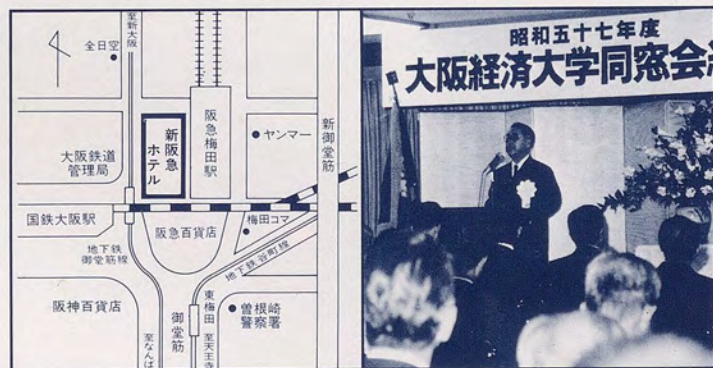 至新大阪
全日空
大阪鉄道
管理局
新阪急
ホテル
阪急梅田駅
ヤンマー
新御堂筋
国鉄大阪駅
阪急百貨店
梅田コマ
地下鉄
御堂筋線
地下鉄谷町線
阪神百貨店
御堂筋
東梅田
曽根崎
警察署
至なんば
至天王寺
昭和五十七年度
大阪経済大学同窓会